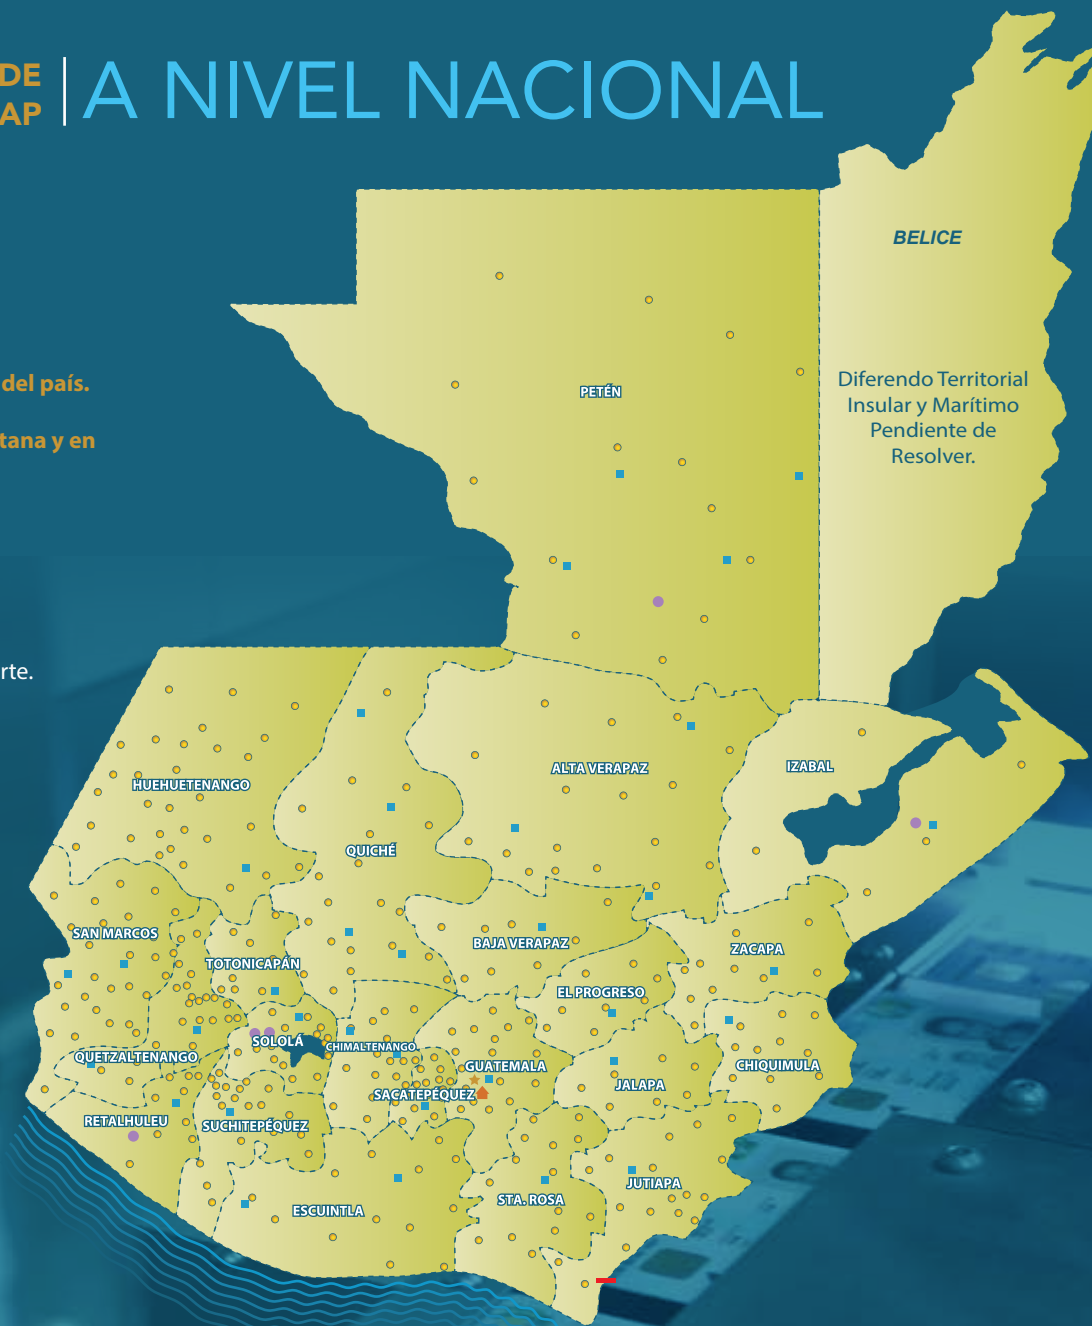 DE
AP
A NIVEL NACIONAL
BELICE
del país.
Diferendo Territorial
Insular y Marítimo
Pendiente de
Resolver.
PETÉN
tana y en
rte.
HUEHUETENANGO
ALTA VERAPAZ
IZABAL
QUICHÉ
SAN MARCOS
BAJA VERAPAZ
ZACAPA
TOTONICAPÁN
EL PROGRESO
SOLOLÁ
CHIMALTENANGO
QUETZALTENANGO
GUATEMALA
CHIQUIMULA
JALAPA
SACATEPÉQUEZ
RETALHULEU
SUCHITEPÉQUEZ
JUTIAPA
STA. ROSA
ESCUINTLA